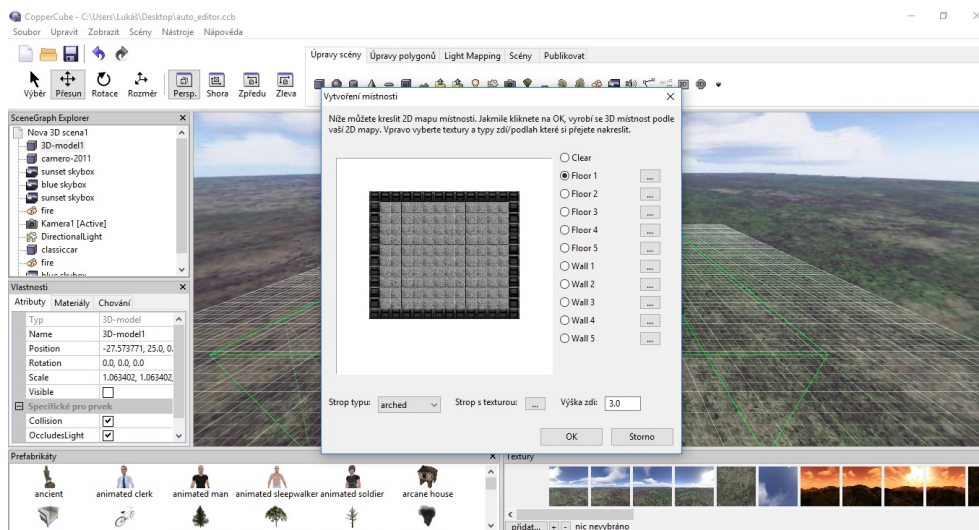 CopperCube - C:\Users\Lukáš\Desktop\auto_editor.ccb
Soubor Upravit Zobrazit Scény Nástroje Nápověda
Úpravy scény Úpravy polygonů Light Mapping Scény Publikovat
Výběr Přesun Rotace Rozměr Persp. Shora Zpředu Zleva
SceneGraph Explorer
Nova 3D scena1
3D-model1
camero-2011
sunset skybox
blue skybox
sunset skybox
fire
Kamera1 [Active]
DirectionalLight
classiccar
fire
blue skybox
Vlastnosti
Atributy Materiály Chování
Typ 3D-model
Name 3D-model1
Position -27.573771, 25.0, 0.
Rotation 0.0, 0.0, 0.0
Scale 1.063402, 1.063402,
Visible
Specifické pro prvek
Collision
OccludesLight
Vytvoření místnosti
Níže můžete kreslit 2D mapu místnosti. Jakmile kliknete na OK, vyrobí se 3D místnost podle
vaší 2D mapy. Vpravo vyberte textury a typy zdí/podlah které si přejete nakreslit.
Clear
Floor 1 ...
Floor 2 ...
Floor 3 ...
Floor 4 ...
Floor 5 ...
Wall 1 ...
Wall 2 ...
Wall 3 ...
Wall 4 ...
Wall 5 ...
Strop typu: arched Strop s texturou: ... Výška zdi: 3.0
OK Storno
Prefabrikáty
ancient animated clerk animated man animated sleepwalker animated soldier arcane house
Textury
přidat... + - nic nevybráno